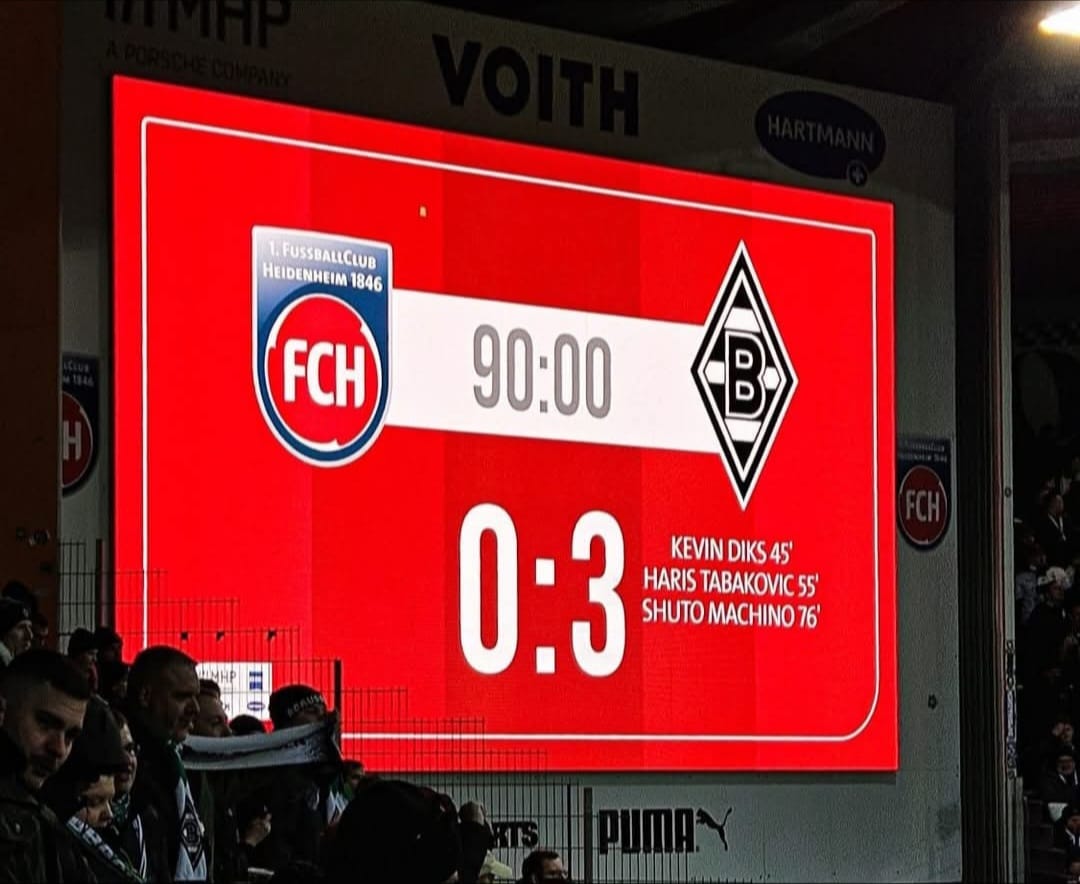 MHP
A PORSCHE COMPANY
VOITH
HARTMANN
1. FUSSBALLCLUB
HEIDENHEIM 1846
FCH
90:00
B
0:3
KEVIN DIKS 45'
HARIS TABAKOVIC 55'
SHUTO MACHINO 76'
FCH
MHP
PUMA